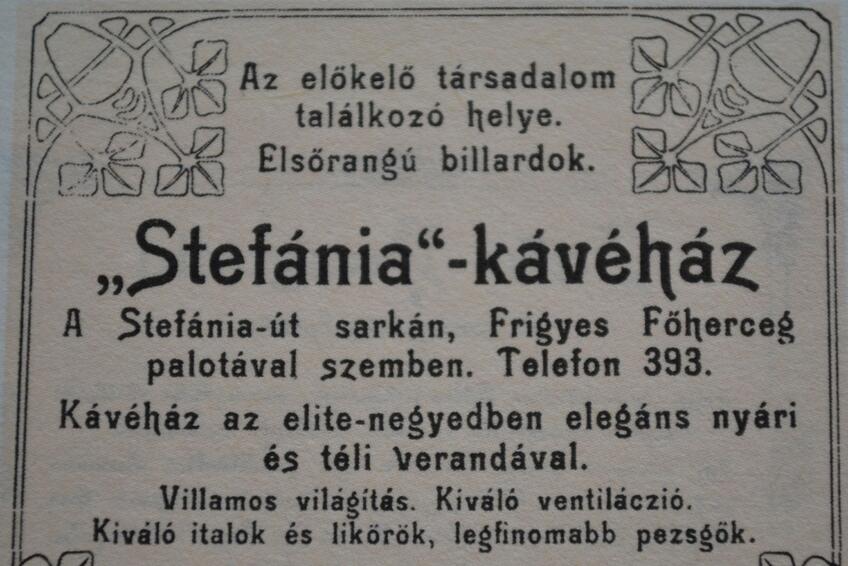 Az előkelő társadalom
találkozó helye.
Elsőrangú billardok.
„Stefánia“-kávéház
A Stefánia-út sarkán, Frigyes Főherceg
palotával szemben. Telefon 393.
Kávéház az elite-negyedben elegáns nyári
és téli verandával.
Villamos világítás. Kiváló ventiláczió.
Kiváló italok és likörök, legfinomabb pezsgők.